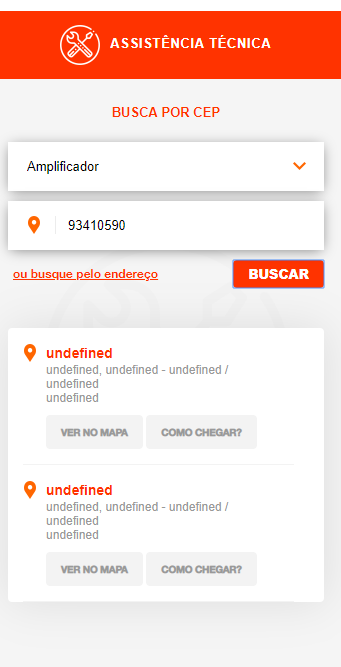 ASSISTÊNCIA TÉCNICA
BUSCA POR CEP
Amplificador
93410590
ou busque pelo endereço
BUSCAR
undefined
undefined, undefined - undefined /
undefined
undefined
VER NO MAPA
COMO CHEGAR?
undefined
undefined, undefined - undefined /
undefined
undefined
VER NO MAPA
COMO CHEGAR?